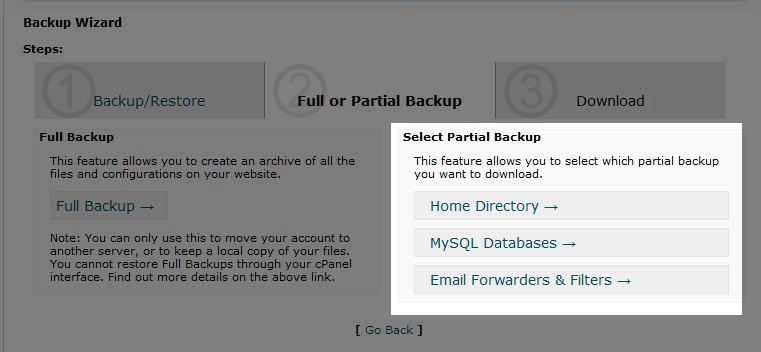 Backup Wizard
Steps:
1 Backup/Restore
2 Full or Partial Backup
3 Download
Full Backup
This feature allows you to create an archive of all the
files and configurations on your website.
Full Backup →
Note: You can only use this to move your account to
another server, or to keep a local copy of your files.
You cannot restore Full Backups through your cPanel
interface. Find out more details on the above link.
Select Partial Backup
This feature allows you to select which partial backup
you want to download.
Home Directory →
MySQL Databases →
Email Forwarders & Filters →
[ Go Back ]